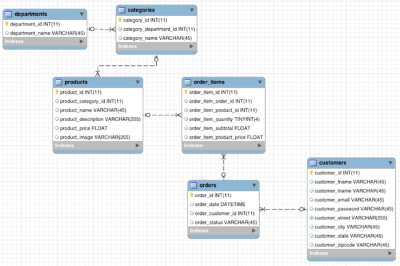 departments
department_id INT(11)
department_name VARCHAR(45)
Indexes
categories
category_id INT(11)
category_department_id INT(11)
category_name VARCHAR(45)
Indexes
products
product_id INT(11)
product_category_id INT(11)
product_name VARCHAR(45)
product_description VARCHAR(255)
product_price FLOAT
product_image VARCHAR(255)
Indexes
order_items
order_item_id INT(11)
order_item_order_id INT(11)
order_item_product_id INT(11)
order_item_quantity TINYINT(4)
order_item_subtotal FLOAT
order_item_product_price FLOAT
Indexes
orders
order_id INT(11)
order_date DATETIME
order_customer_id INT(11)
order_status VARCHAR(45)
Indexes
customers
customer_id INT(11)
customer_fname VARCHAR(45)
customer_lname VARCHAR(45)
customer_email VARCHAR(45)
customer_password VARCHAR(45)
customer_street VARCHAR(255)
customer_city VARCHAR(45)
customer_state VARCHAR(45)
customer_zipcode VARCHAR(45)
Indexes